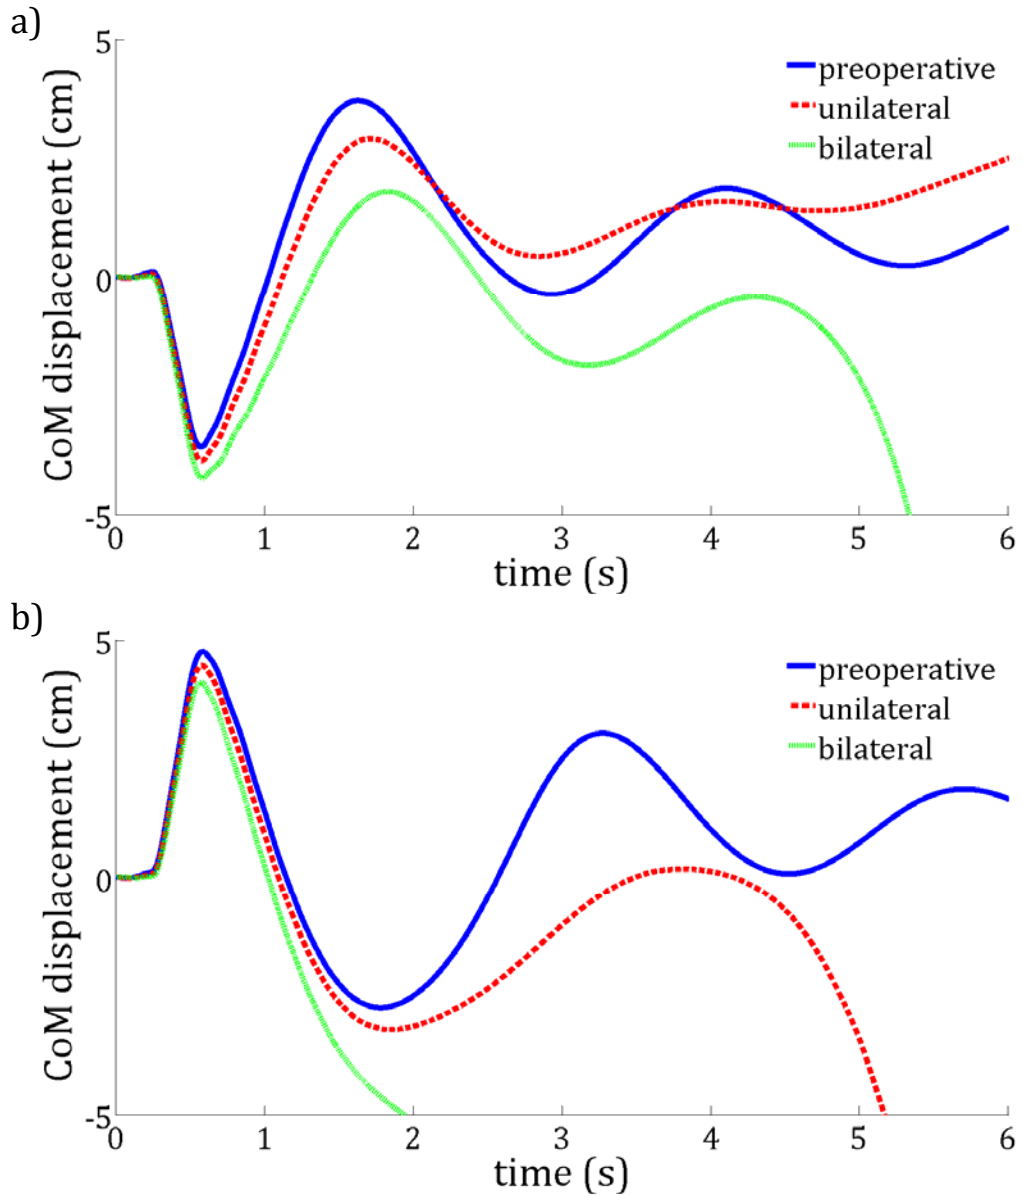 a)
5
0
-5
CoM displacement (cm)
preoperative
unilateral
bilateral
0 1 2 3 4 5 6
time (s)
b)
5
0
-5
CoM displacement (cm)
preoperative
unilateral
bilateral
0 1 2 3 4 5 6
time (s)